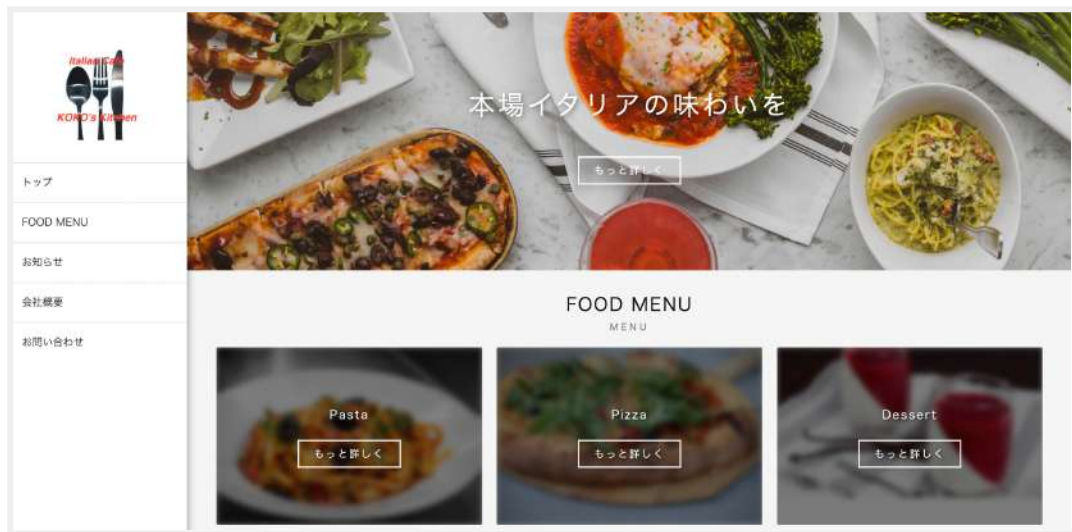 Italian Cafe
KOKO's Kitchen
トップ
FOOD MENU
お知らせ
会社概要
お問い合わせ
本場イタリアの味わいを
もっと詳しく
FOOD MENU
MENU
Pasta
もっと詳しく
Pizza
もっと詳しく
Dessert
もっと詳しく